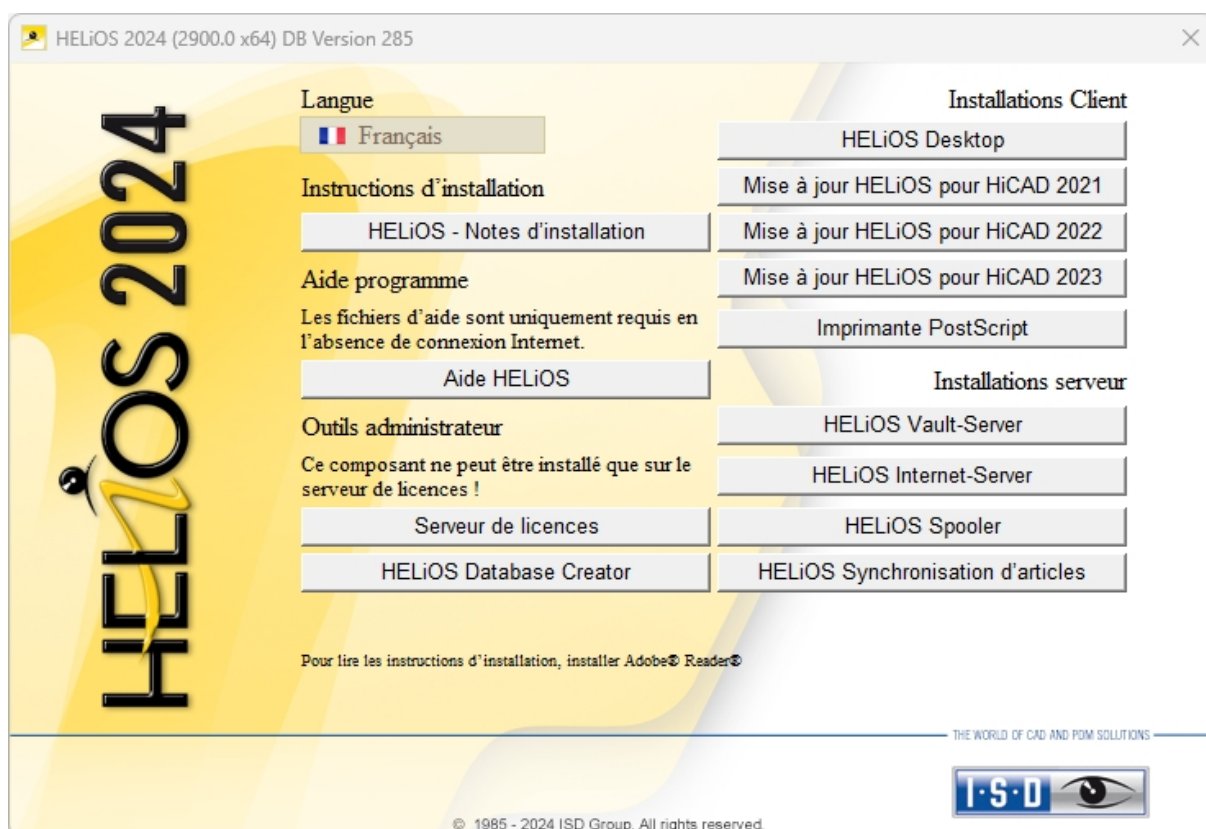 HELiOS 2024 (2900.0 x64) DB Version 285
HELiOS 2024
Langue
Français
Instructions d'installation
HELiOS - Notes d'installation
Aide programme
Les fichiers d'aide sont uniquement requis en
l'absence de connexion Internet.
Aide HELiOS
Outils administrateur
Ce composant ne peut être installé que sur le
serveur de licences !
Serveur de licences
HELiOS Database Creator
Installations Client
HELiOS Desktop
Mise à jour HELiOS pour HiCAD 2021
Mise à jour HELiOS pour HiCAD 2022
Mise à jour HELiOS pour HiCAD 2023
Imprimante PostScript
Installations serveur
HELiOS Vault-Server
HELiOS Internet-Server
HELiOS Spooler
HELiOS Synchronisation d'articles
Pour lire les instructions d'installation, installer Adobe® Reader®
THE WORLD OF CAD AND PDM SOLUTIONS
I·S·D
© 1985 - 2024 ISD Group. All rights reserved.